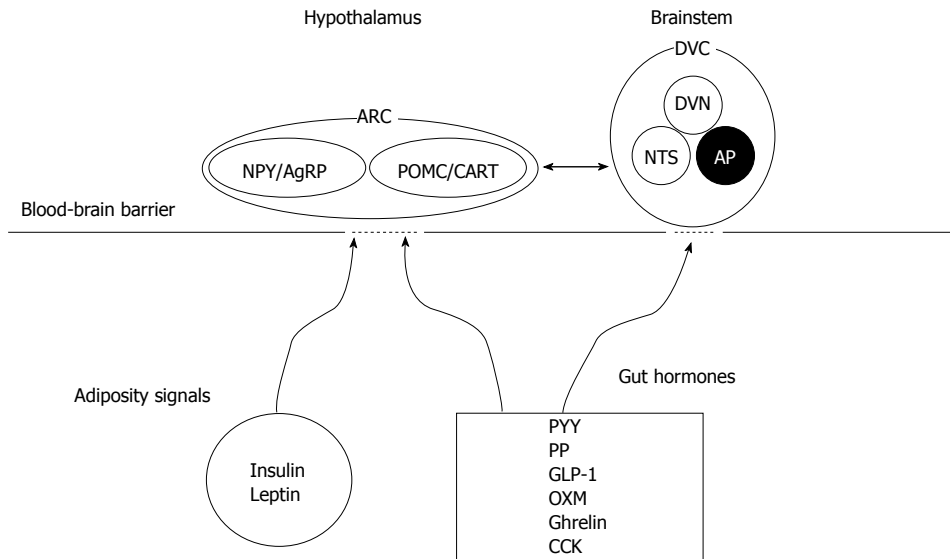 Hypothalamus
Brainstem
DVC
DVN
ARC
NTS
AP
NPY/AgRP
POMC/CART
Blood-brain barrier
Gut hormones
Adiposity signals
PYY
PP
GLP-1
OXM
Ghrelin
CCK
Insulin
Leptin